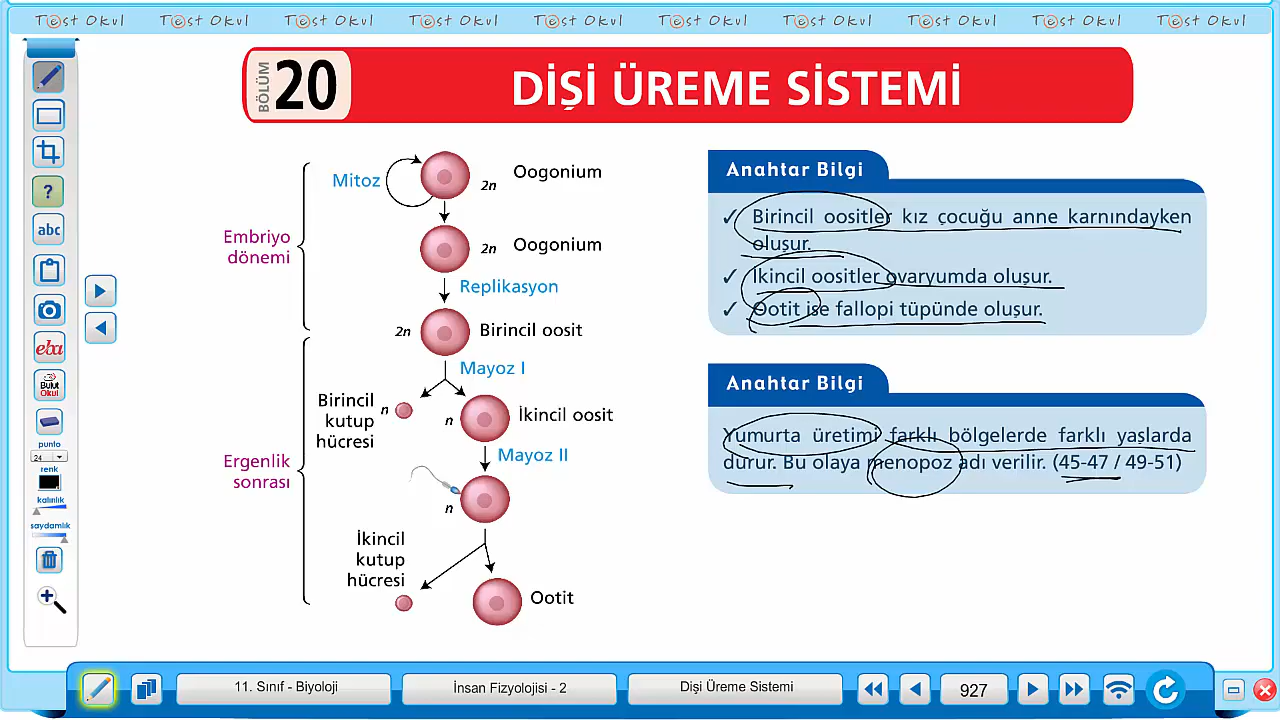 Test Okul Test Okul Test Okul Test Okul Test Okul Test Okul Test Okul Test Okul Test Okul Test Okul
BÖLÜM
20
DİŞİ ÜREME SİSTEMİ
Mitoz
2n
Oogonium
Embriyo
dönemi
2n
Oogonium
Replikasyon
2n
Birincil oosit
Mayoz I
Birincil
kutup
hücresi
n
n
İkincil oosit
Mayoz II
Ergenlik
sonrası
n
İkincil
kutup
hücresi
Ootit
Anahtar Bilgi
✓ Birincil oositler kız çocuğu anne karnındayken
oluşur.
✓ İkincil oositler ovaryumda oluşur.
✓ Ootit ise fallopi tüpünde oluşur.
Anahtar Bilgi
Yumurta üretimi farklı bölgelerde farklı yaşlarda
durur. Bu olaya menopoz adı verilir. (45-47 / 49-51)
?
abc
eba
Bulut
Okul
punto
24
renk
kalınlık
saydamlık
11. Sınıf - Biyoloji
İnsan Fizyolojisi - 2
Dişi Üreme Sistemi
927